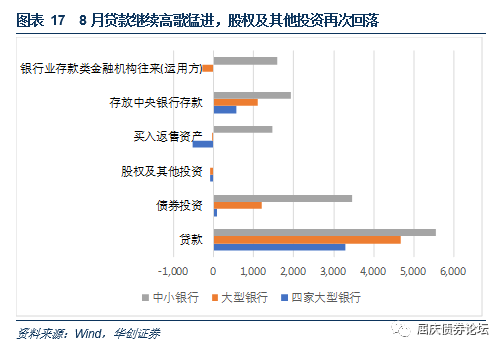 图表 17 8 月贷款继续高歌猛进，股权及其他投资再次回落
银行业存款类金融机构往来(运用方)
存放中央银行存款
买入返售资产
股权及其他投资
债券投资
贷款
-1,000 0 1,000 2,000 3,000 4,000 5,000 6,000
中小银行 大型银行 四家大型银行
资料来源：Wind，华创证券
屈庆债券论坛